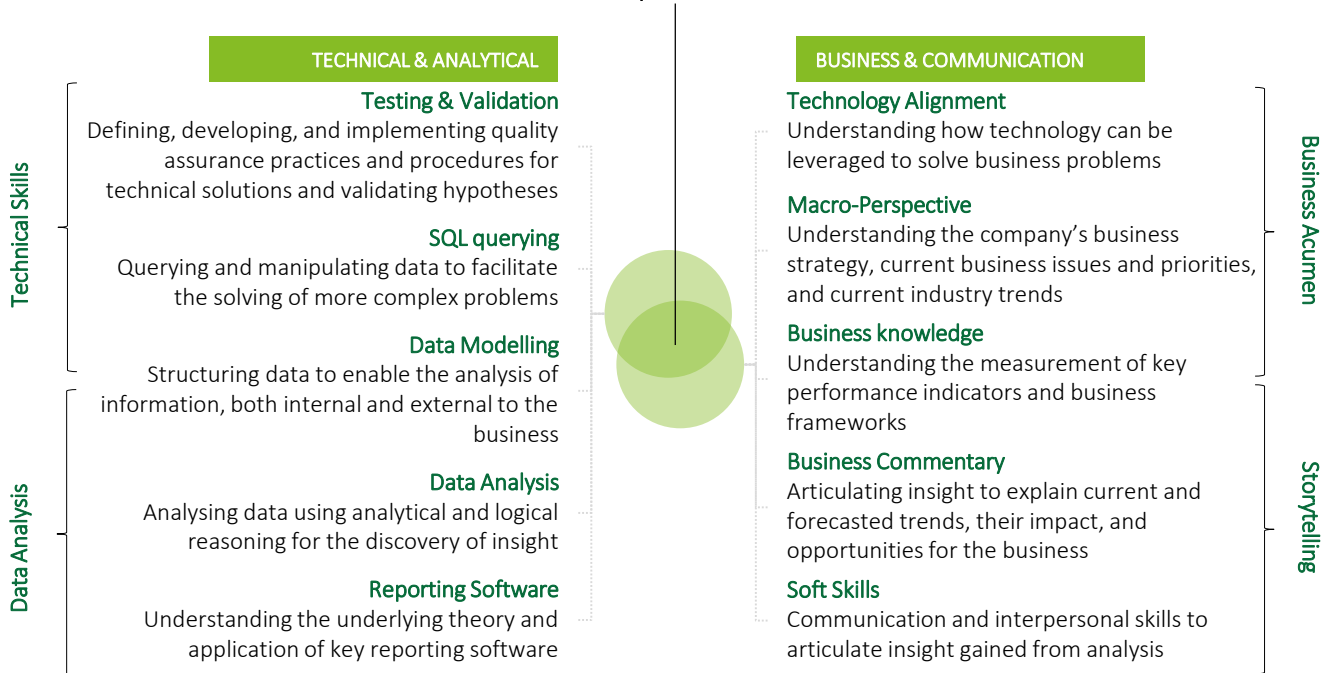 TECHNICAL & ANALYTICAL
Technical Skills
Testing & Validation
Defining, developing, and implementing quality
assurance practices and procedures for
technical solutions and validating hypotheses
SQL querying
Querying and manipulating data to facilitate
the solving of more complex problems
Data Modelling
Structuring data to enable the analysis of
information, both internal and external to the
business
Data Analysis
Data Analysis
Analysing data using analytical and logical
reasoning for the discovery of insight
Reporting Software
Understanding the underlying theory and
application of key reporting software
BUSINESS & COMMUNICATION
Business Acumen
Technology Alignment
Understanding how technology can be
leveraged to solve business problems
Macro-Perspective
Understanding the company’s business
strategy, current business issues and priorities,
and current industry trends
Business knowledge
Understanding the measurement of key
performance indicators and business
frameworks
Storytelling
Business Commentary
Articulating insight to explain current and
forecasted trends, their impact, and
opportunities for the business
Soft Skills
Communication and interpersonal skills to
articulate insight gained from analysis